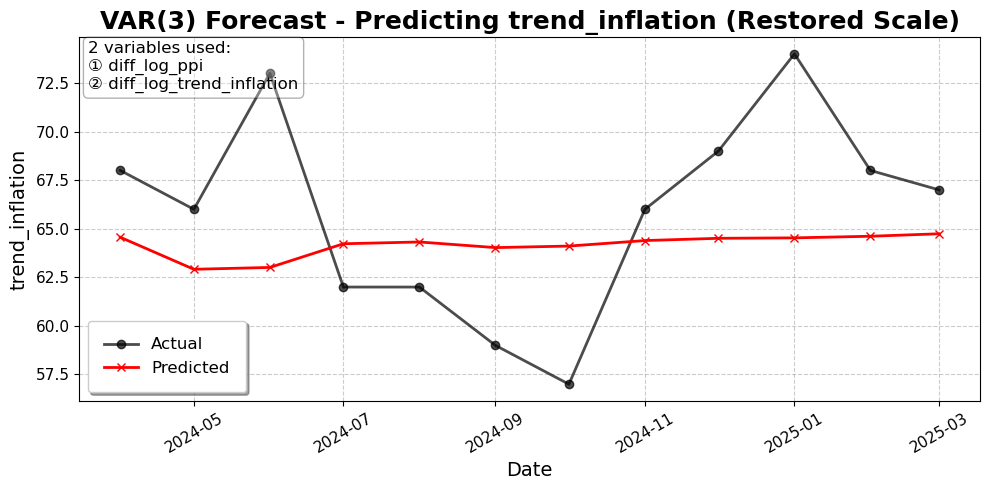 VAR(3) Forecast - Predicting trend_inflation (Restored Scale)
2 variables used:
① diff_log_ppi
② diff_log_trend_inflation
72.5
70.0
67.5
65.0
62.5
60.0
57.5
trend_inflation
Actual
Predicted
2024-05
2024-07
2024-09
2024-11
2025-01
2025-03
Date